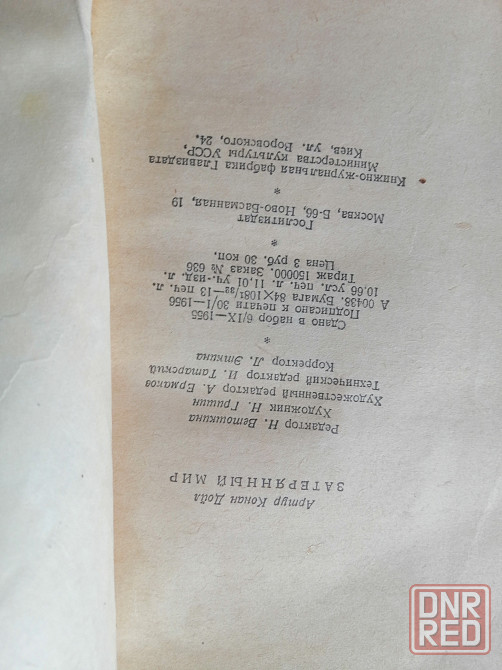 Артур Конан Дойл
ЗАТЕРЯННЫЙ МИР
Редактор Н. Ветошкина
Художник Н. Гришин
Художественный редактор А. Ермаков
Технический редактор И. Татарский
Корректор Л. Эткина
*
Сдано в набор 6/IX—1955
Подписано к печати 30/I—1956
А 00438. Бумага 84×108¹/₃₂—13 печ. л.
10.66 усл. печ. л. 11,01 уч.-изд. л.
Тираж 150000. Заказ № 636
Цена 3 руб. 30 коп.
*
Гослитиздат
Москва, Б-66, Ново-Басманная, 19
*
Книжно-журнальная фабрика Главиздата
Министерства культуры УССР,
Киев, ул. Воровского, 24.
DNR
RED